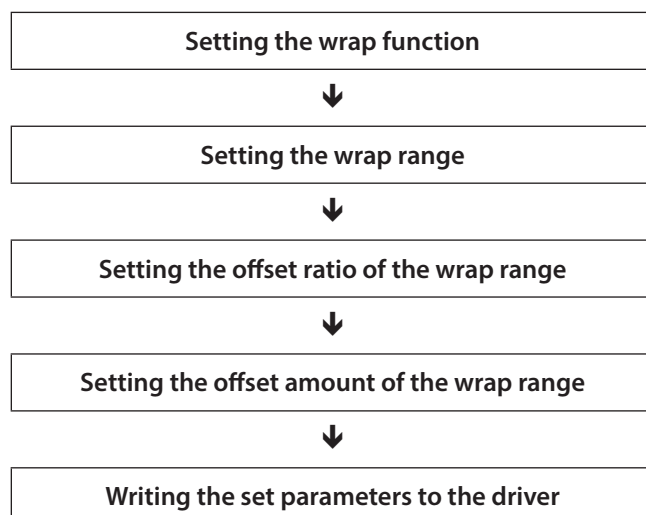 Setting the wrap function
Setting the wrap range
Setting the offset ratio of the wrap range
Setting the offset amount of the wrap range
Writing the set parameters to the driver